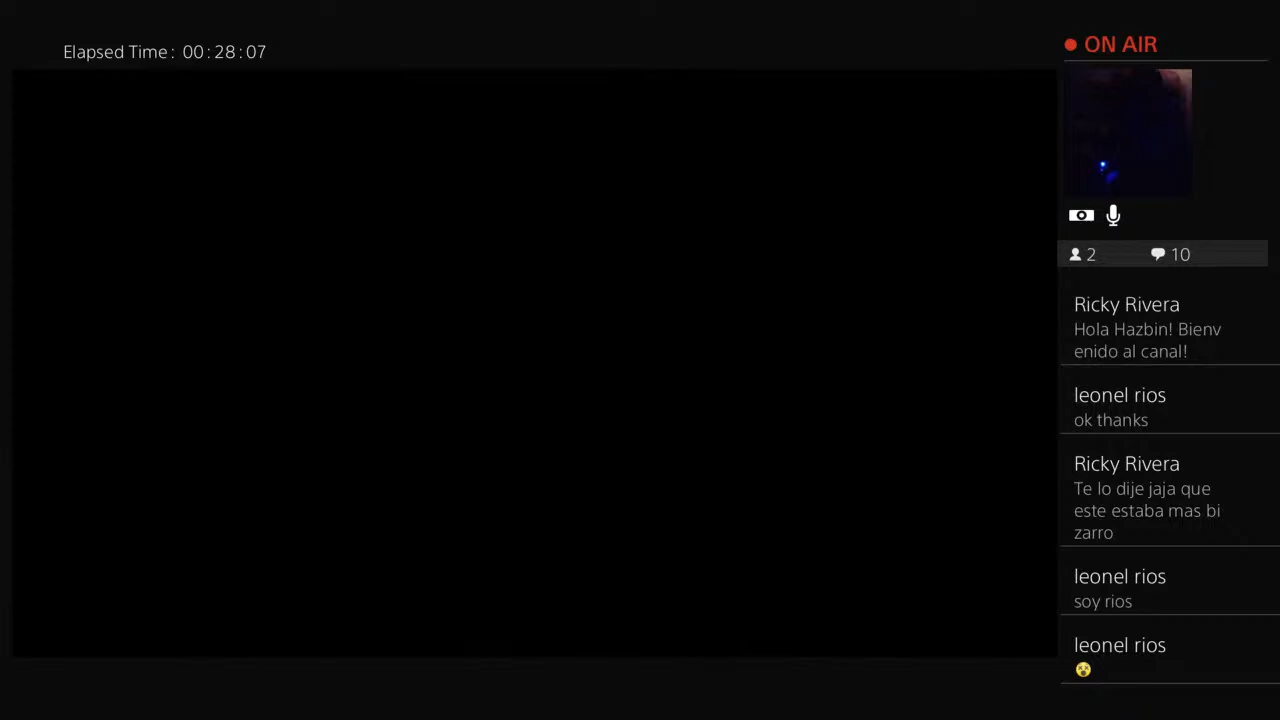 Elapsed Time: 00:28:07
ON AIR
2 10
Ricky Rivera
Hola Hazbin! Bienv
enido al canal!
leonel rios
ok thanks
Ricky Rivera
Te lo dije jaja que
este estaba mas bi
zarro
leonel rios
soy rios
leonel rios
😵